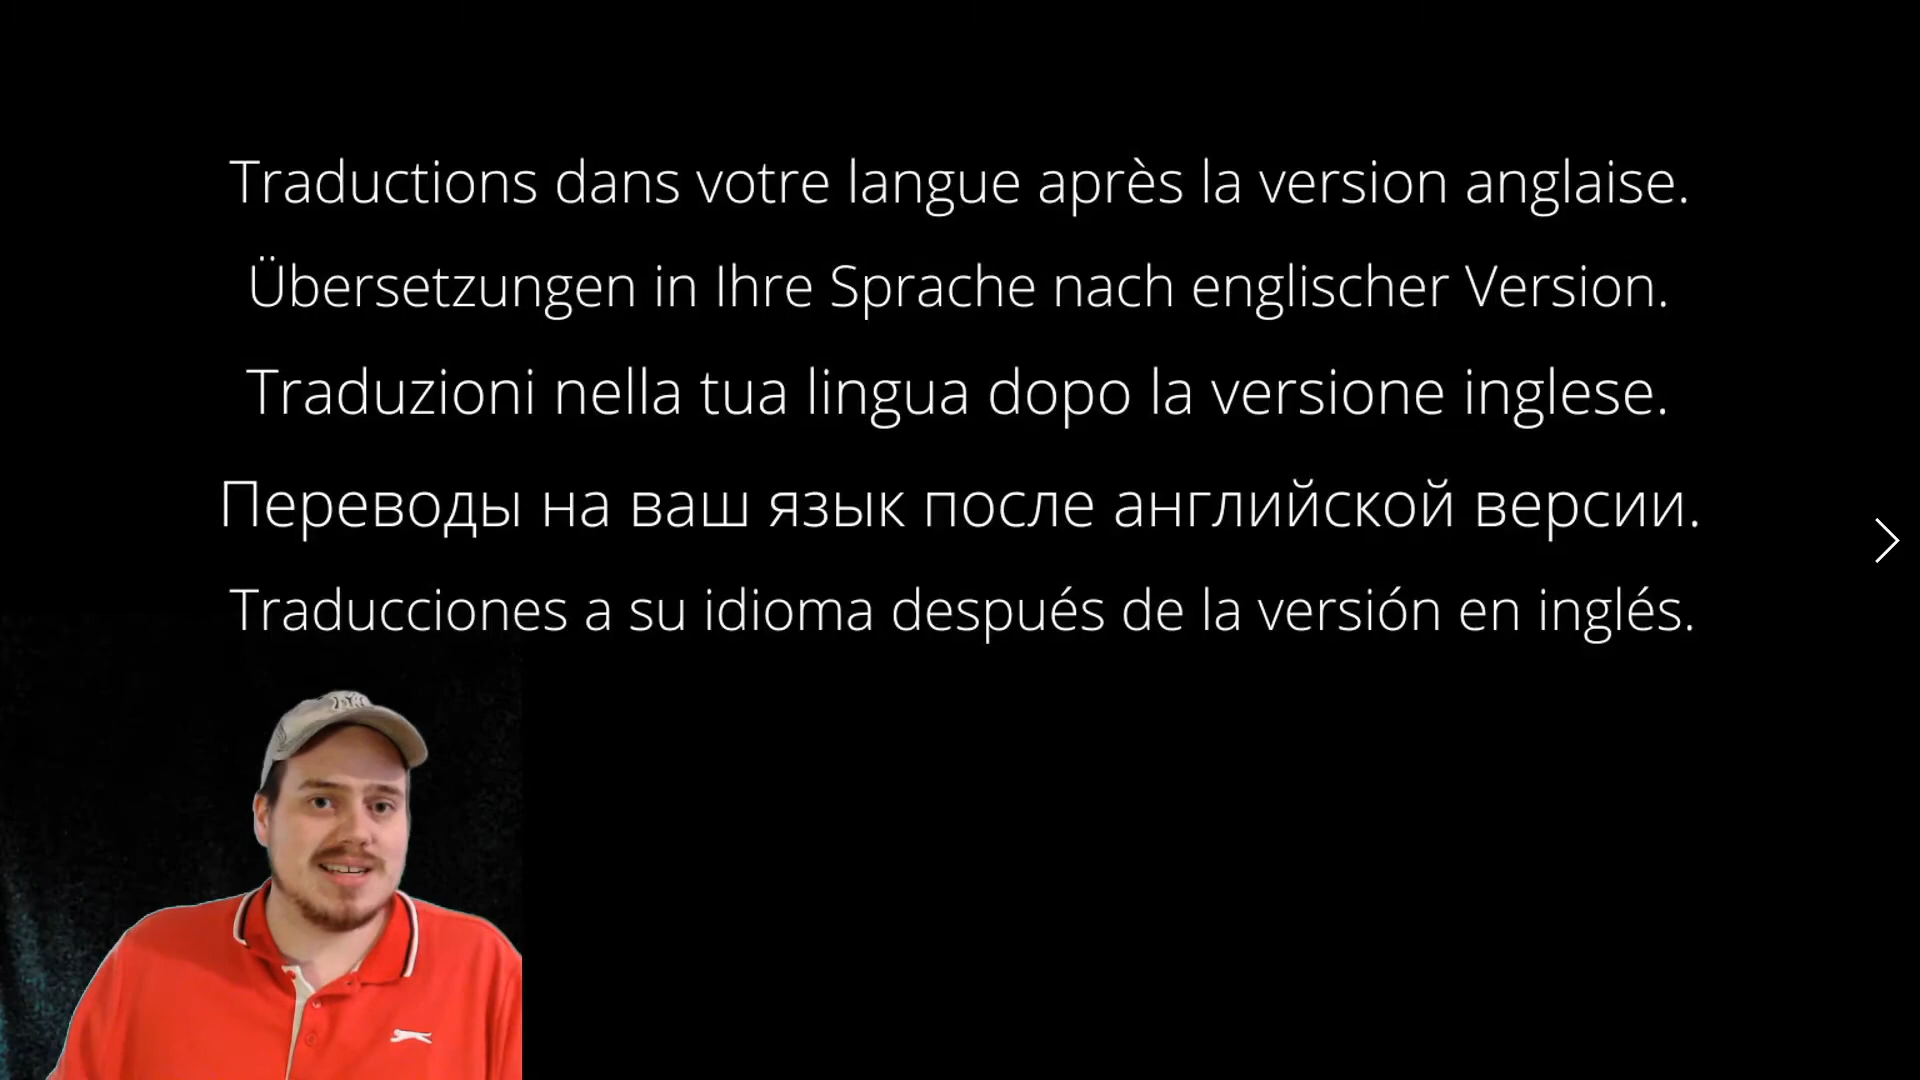 Traductions dans votre langue après la version anglaise.
Übersetzungen in Ihre Sprache nach englischer Version.
Traduzioni nella tua lingua dopo la versione inglese.
Переводы на ваш язык после английской версии.
Traducciones a su idioma después de la versión en inglés.